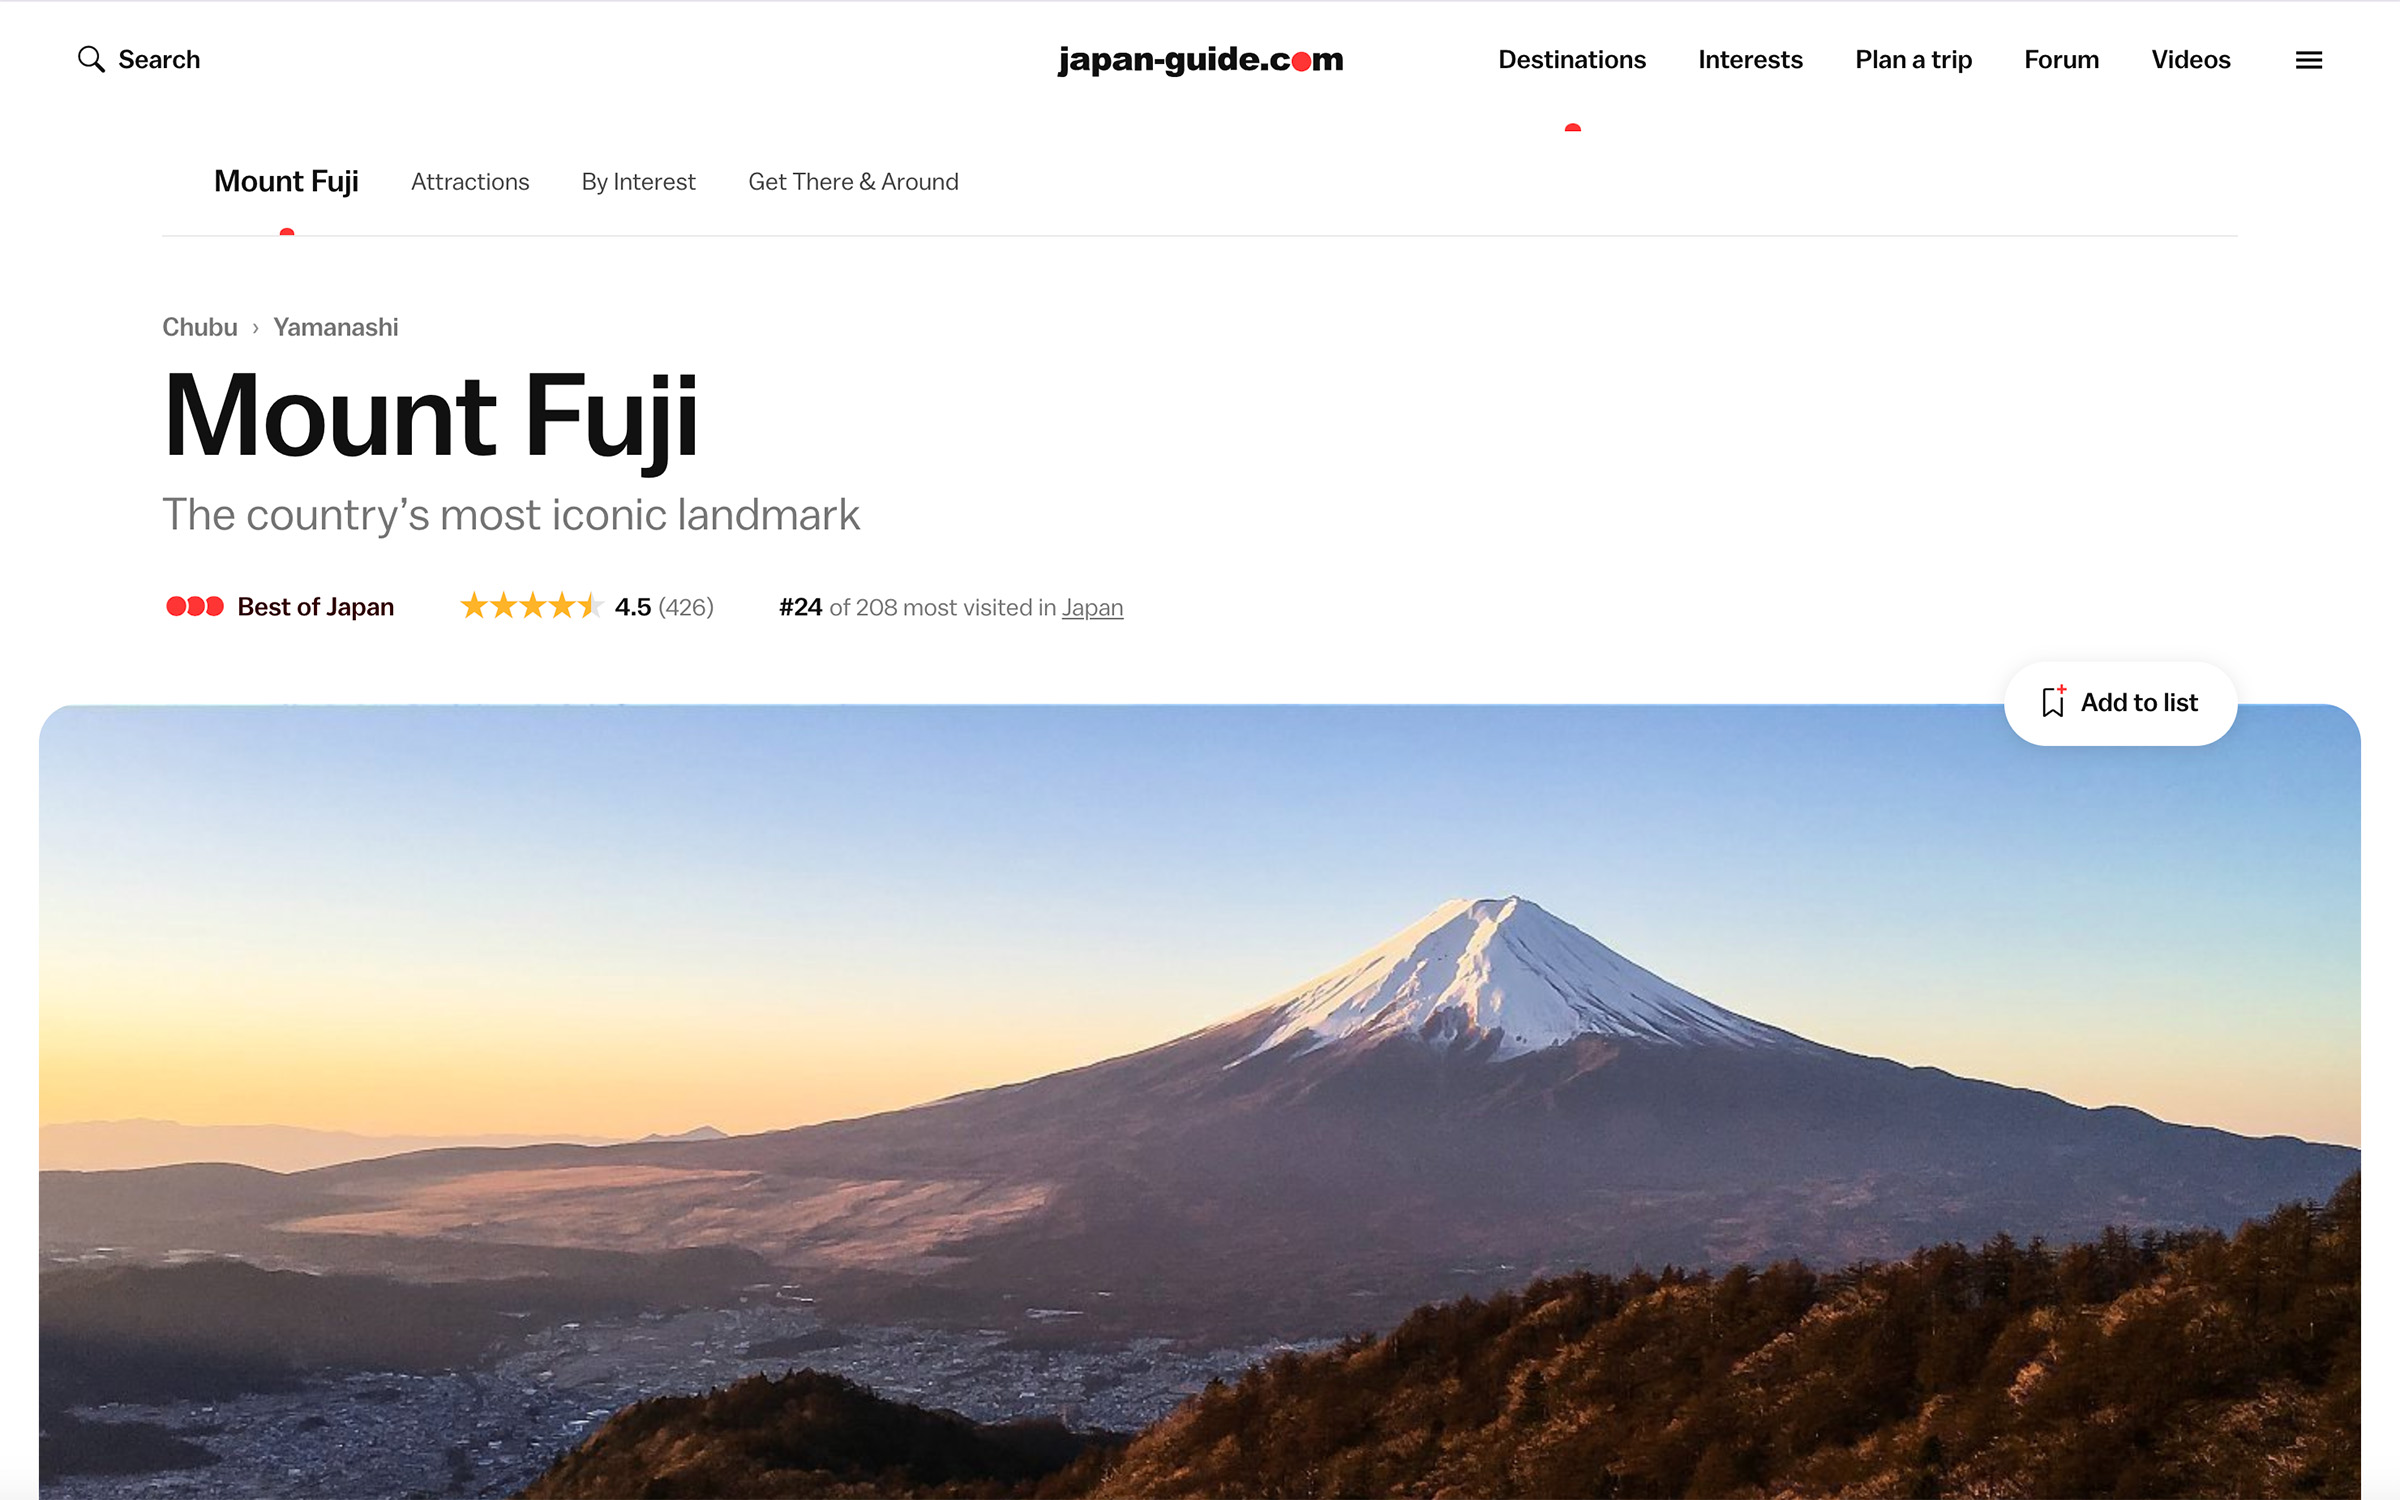 Search
japan-guide.com
Destinations Interests Plan a trip Forum Videos
Mount Fuji Attractions By Interest Get There & Around
Chubu › Yamanashi
Mount Fuji
The country’s most iconic landmark
Best of Japan 4.5 (426) #24 of 208 most visited in Japan
Add to list